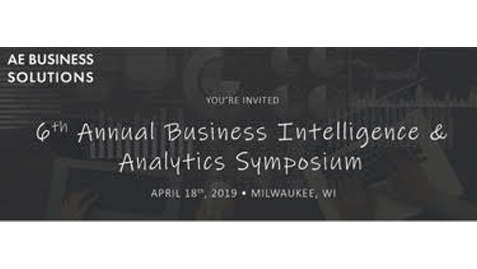 AE BUSINESS
SOLUTIONS
YOU'RE INVITED
6th Annual Business Intelligence &
Analytics Symposium
APRIL 18th, 2019 • MILWAUKEE, WI